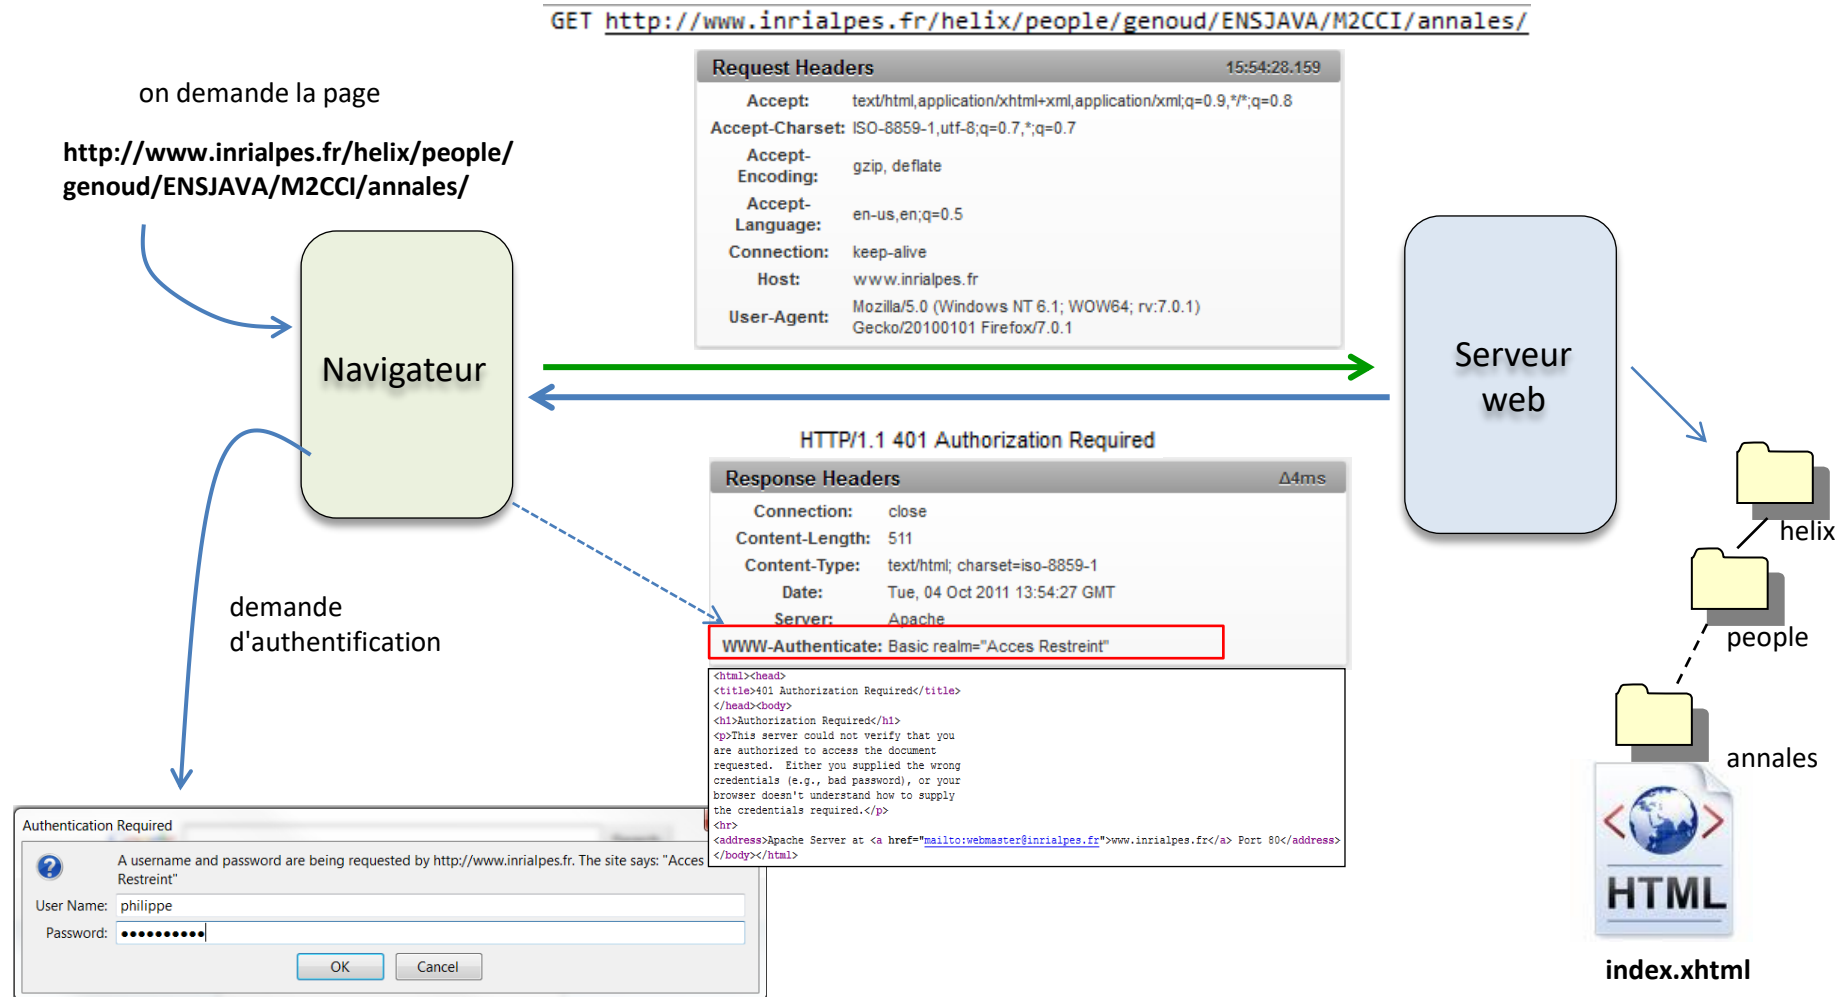 GET http://www.inrialpes.fr/helix/people/genoud/ENSJAVA/M2CCI/annales/
on demande la page
http://www.inrialpes.fr/helix/people/
genoud/ENSJAVA/M2CCI/annales/
Request Headers 15:54:28.159
Accept: text/html,application/xhtml+xml,application/xml;q=0.9,*/*;q=0.8
Accept-Charset: ISO-8859-1,utf-8;q=0.7,*;q=0.7
Accept-
Encoding: gzip, deflate
Accept-
Language: en-us,en;q=0.5
Connection: keep-alive
Host: www.inrialpes.fr
User-Agent: Mozilla/5.0 (Windows NT 6.1; WOW64; rv:7.0.1)
Gecko/20100101 Firefox/7.0.1
Navigateur
Serveur
web
HTTP/1.1 401 Authorization Required
Response Headers Δ4ms
Connection: close
Content-Length: 511
Content-Type: text/html; charset=iso-8859-1
Date: Tue, 04 Oct 2011 13:54:27 GMT
Server: Apache
WWW-Authenticate: Basic realm="Acces Restreint"
<html><head>
<title>401 Authorization Required</title>
</head><body>
<h1>Authorization Required</h1>
<p>This server could not verify that you
are authorized to access the document
requested.  Either you supplied the wrong
credentials (e.g., bad password), or your
browser doesn't understand how to supply
the credentials required.</p>
<hr>
<address>Apache Server at <a href="mailto:webmaster@inrialpes.fr">www.inrialpes.fr</a> Port 80</address>
</body></html>
demande
d'authentification
helix
people
annales
HTML
index.xhtml
Authentication Required
A username and password are being requested by http://www.inrialpes.fr. The site says: "Acces
Restreint"
User Name: philippe
Password: ●●●●●●●●●●
OK Cancel